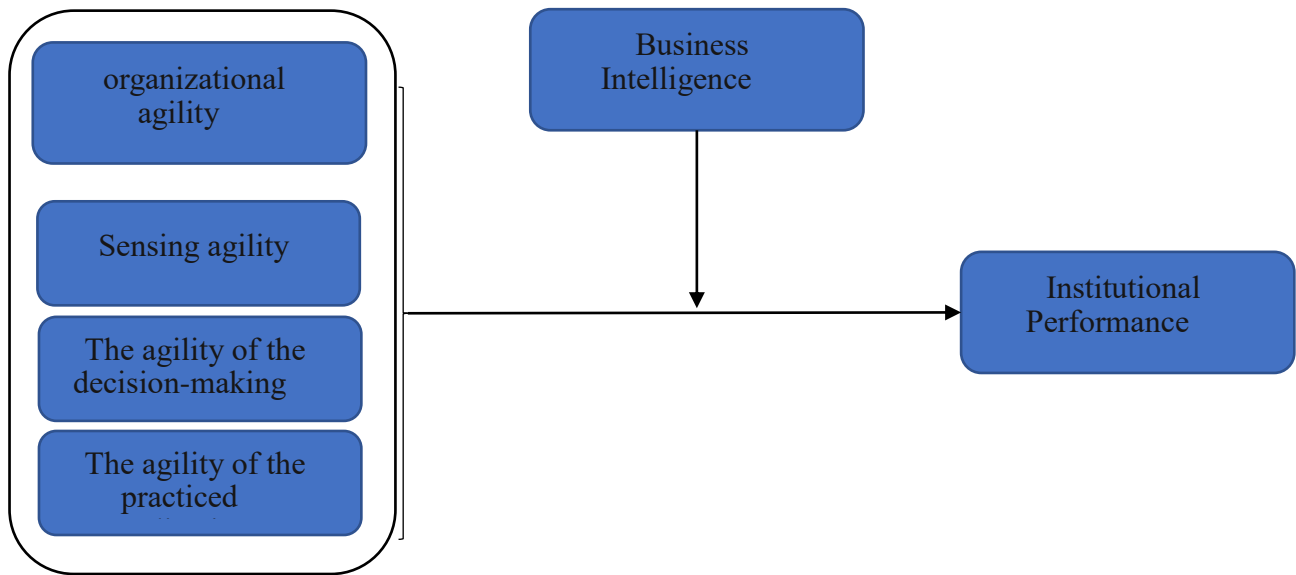 organizational
agility
Sensing agility
The agility of the
decision-making
The agility of the
practiced
Business
Intelligence
Institutional
Performance